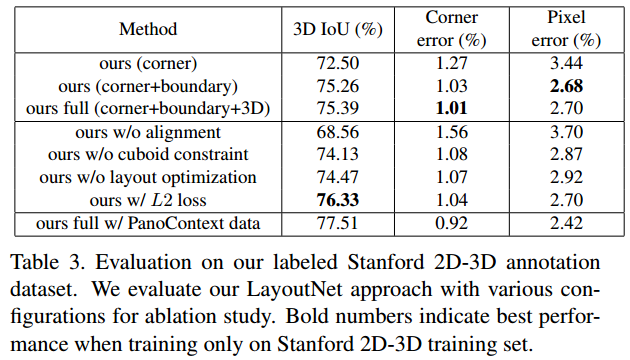 Method 3D IoU (%) Corner error (%) Pixel error (%)
ours (corner) 72.50 1.27 3.44
ours (corner+boundary) 75.26 1.03 2.68
ours full (corner+boundary+3D) 75.39 1.01 2.70
ours w/o alignment 68.56 1.56 3.70
ours w/o cuboid constraint 74.13 1.08 2.87
ours w/o layout optimization 74.47 1.07 2.92
ours w/ L2 loss 76.33 1.04 2.70
ours full w/ PanoContext data 77.51 0.92 2.42
Table 3. Evaluation on our labeled Stanford 2D-3D annotation
dataset. We evaluate our LayoutNet approach with various con-
figurations for ablation study. Bold numbers indicate best perfor-
mance when training only on Stanford 2D-3D training set.